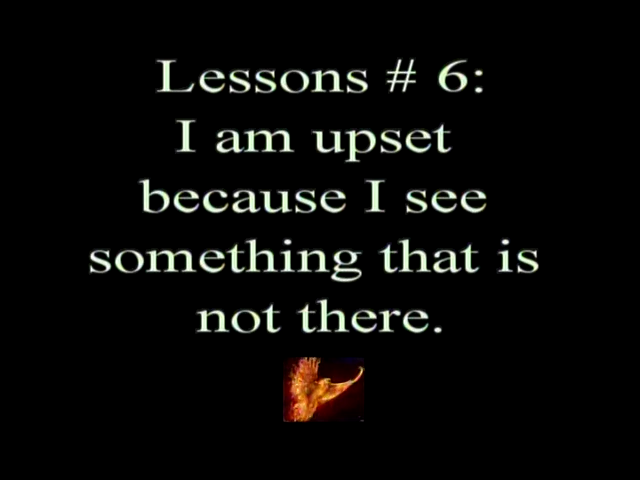 Lessons # 6:
I am upset
because I see
something that is
not there.